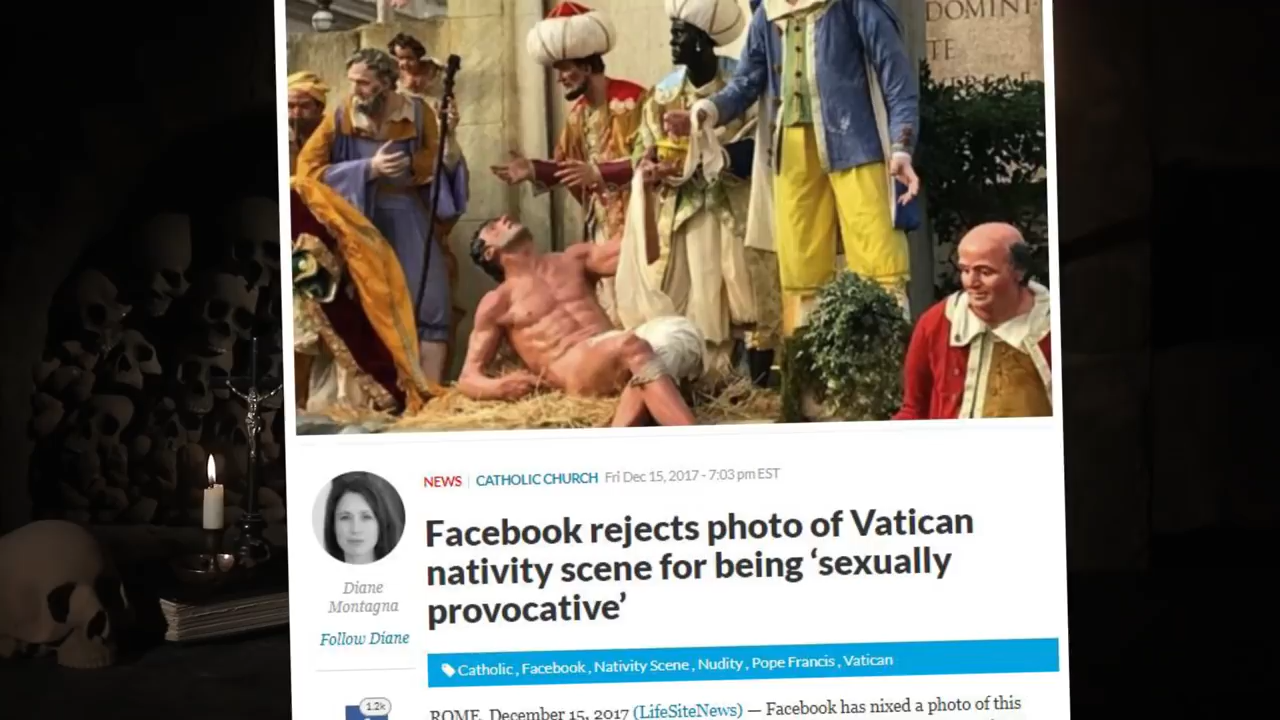 DOMINE
TE
NEWS | CATHOLIC CHURCH Fri Dec 15, 2017 - 7:03 pm EST
Facebook rejects photo of Vatican
nativity scene for being ‘sexually
provocative’
Diane
Montagna
Follow Diane
Catholic, Facebook, Nativity Scene, Nudity, Pope Francis, Vatican
1.2k
ROME, December 15, 2017 (LifeSiteNews) — Facebook has nixed a photo of this